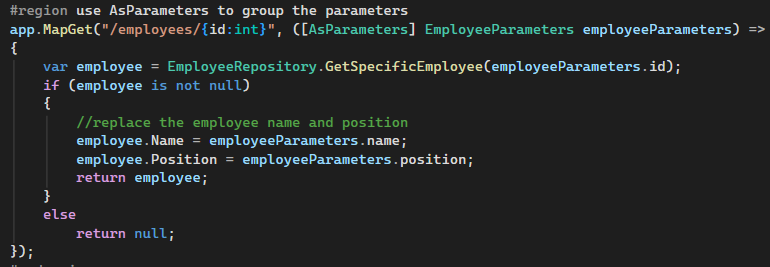 #region use AsParameters to group the parameters
app.MapGet("/employees/{id:int}", ([AsParameters] EmployeeParameters employeeParameters) =>
{
    var employee = EmployeeRepository.GetSpecificEmployee(employeeParameters.id);
    if (employee is not null)
    {
        //replace the employee name and position
        employee.Name = employeeParameters.name;
        employee.Position = employeeParameters.position;
        return employee;
    }
    else
        return null;
});